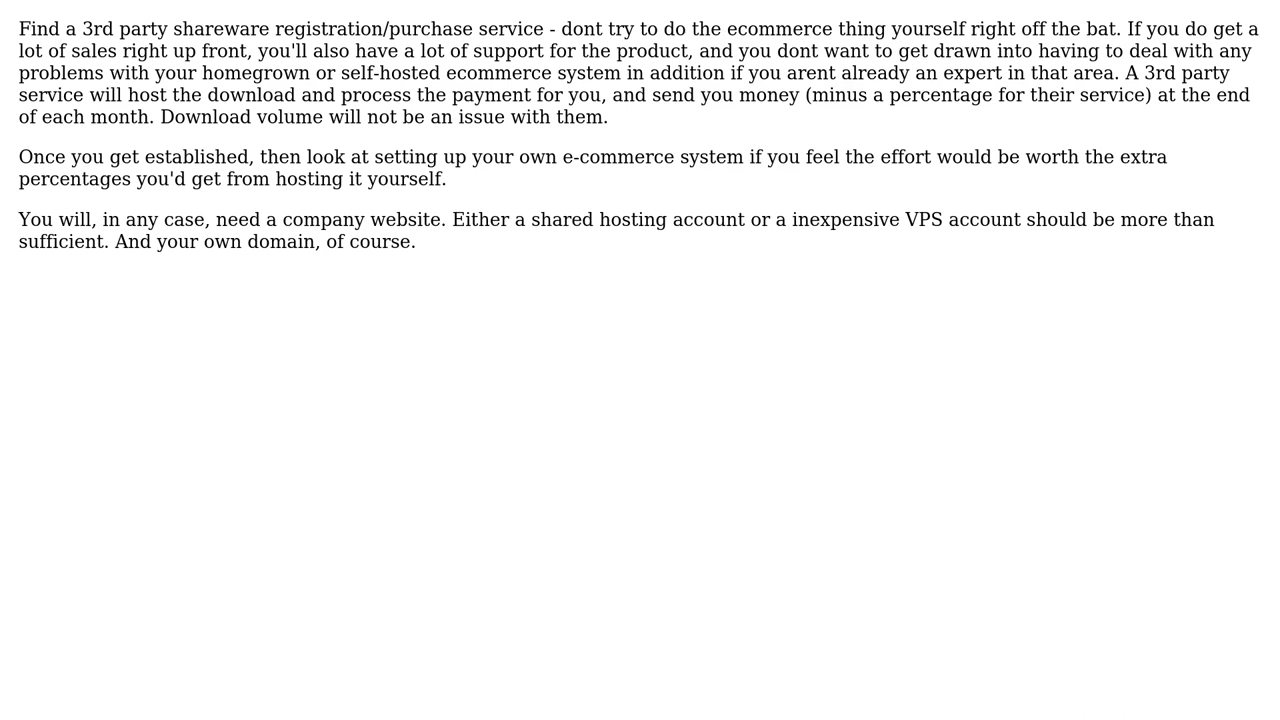 Find a 3rd party shareware registration/purchase service - dont try to do the ecommerce thing yourself right off the bat. If you do get a
lot of sales right up front, you'll also have a lot of support for the product, and you dont want to get drawn into having to deal with any
problems with your homegrown or self-hosted ecommerce system in addition if you arent already an expert in that area. A 3rd party
service will host the download and process the payment for you, and send you money (minus a percentage for their service) at the end
of each month. Download volume will not be an issue with them.
Once you get established, then look at setting up your own e-commerce system if you feel the effort would be worth the extra
percentages you'd get from hosting it yourself.
You will, in any case, need a company website. Either a shared hosting account or a inexpensive VPS account should be more than
sufficient. And your own domain, of course.